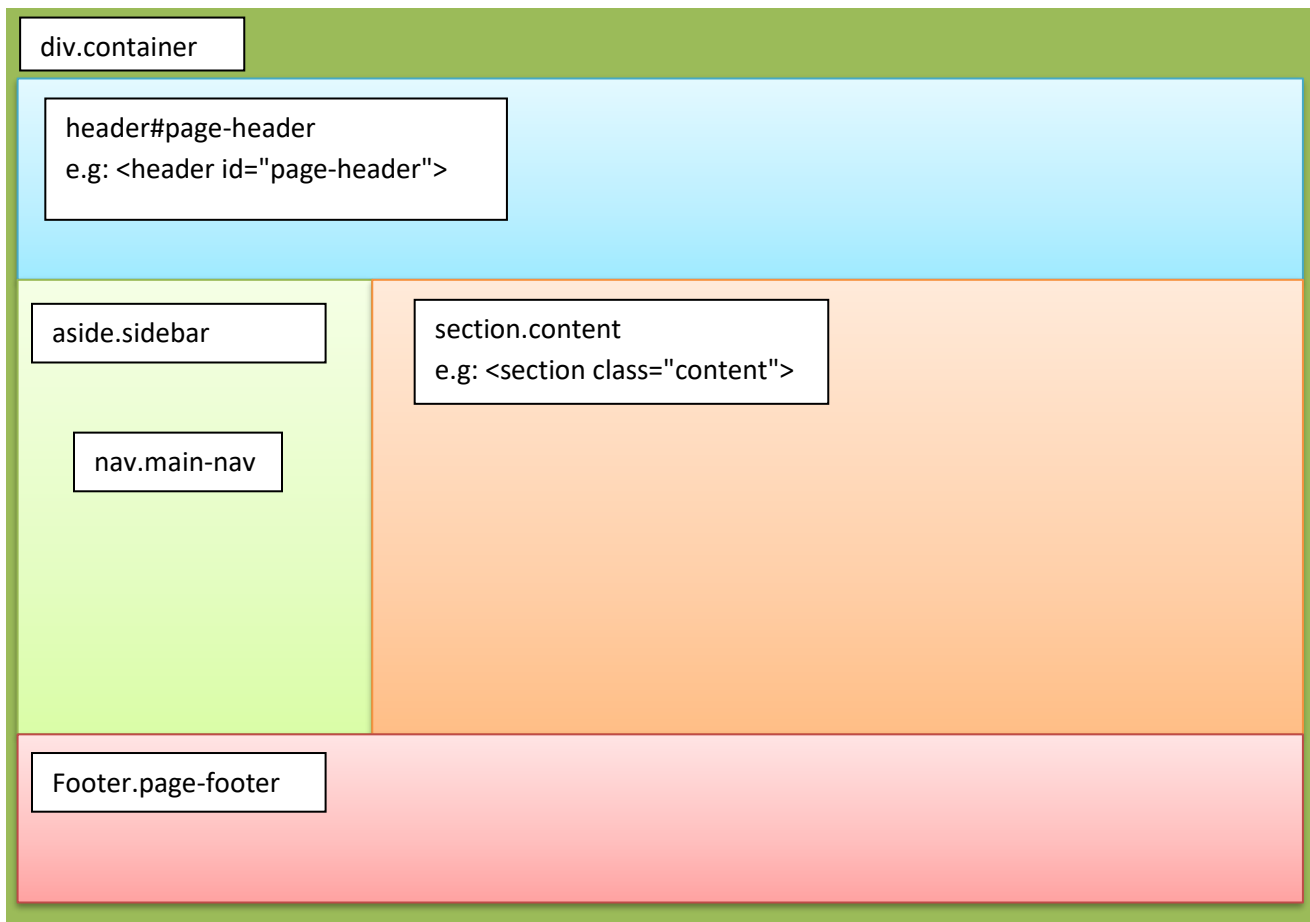 div.container
header#page-header
e.g: <header id="page-header">
aside.sidebar
section.content
e.g: <section class="content">
nav.main-nav
Footer.page-footer